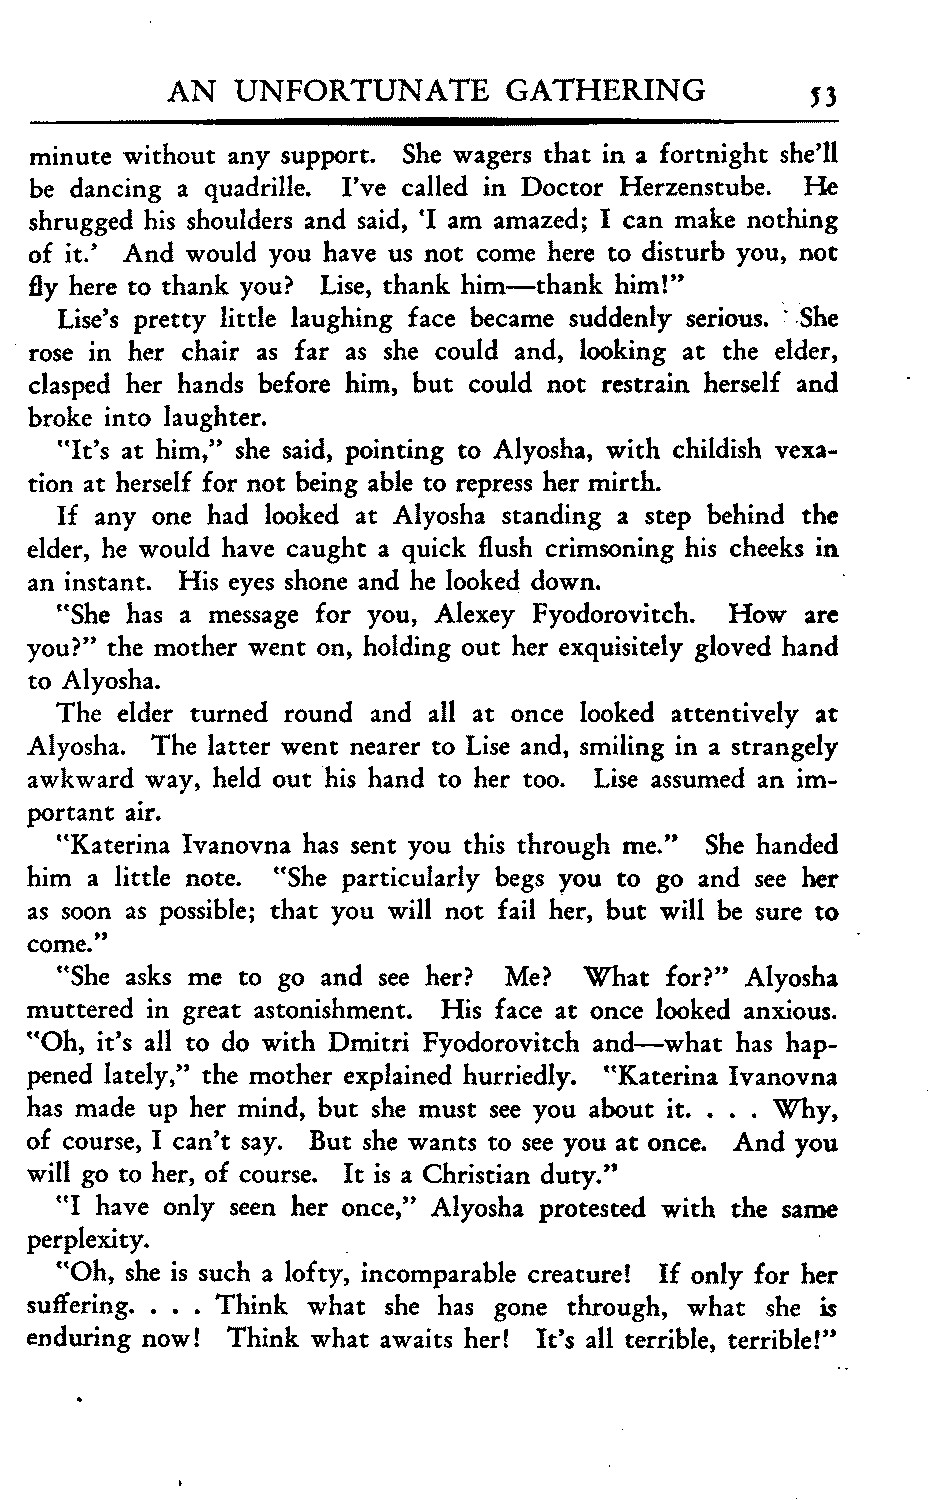 AN UNFORTUNATE GATHERING 53
minute without any support. She wagers that in a fortnight she'll
be dancing a quadrille. I've called in Doctor Herzenstube. He
shrugged his shoulders and said, 'I am amazed; I can make nothing
of it.' And would you have us not come here to disturb you, not
fly here to thank you? Lise, thank him—thank him!"
Lise's pretty little laughing face became suddenly serious. She
rose in her chair as far as she could and, looking at the elder,
clasped her hands before him, but could not restrain herself and
broke into laughter.
"It's at him," she said, pointing to Alyosha, with childish vexa-
tion at herself for not being able to repress her mirth.
If any one had looked at Alyosha standing a step behind the
elder, he would have caught a quick flush crimsoning his cheeks in
an instant. His eyes shone and he looked down.
"She has a message for you, Alexey Fyodorovitch. How are
you?" the mother went on, holding out her exquisitely gloved hand
to Alyosha.
The elder turned round and all at once looked attentively at
Alyosha. The latter went nearer to Lise and, smiling in a strangely
awkward way, held out his hand to her too. Lise assumed an im-
portant air.
"Katerina Ivanovna has sent you this through me." She handed
him a little note. "She particularly begs you to go and see her
as soon as possible; that you will not fail her, but will be sure to
come."
"She asks me to go and see her? Me? What for?" Alyosha
muttered in great astonishment. His face at once looked anxious.
"Oh, it's all to do with Dmitri Fyodorovitch and—what has hap-
pened lately," the mother explained hurriedly. "Katerina Ivanovna
has made up her mind, but she must see you about it. . . . Why,
of course, I can't say. But she wants to see you at once. And you
will go to her, of course. It is a Christian duty."
"I have only seen her once," Alyosha protested with the same
perplexity.
"Oh, she is such a lofty, incomparable creature! If only for her
suffering. . . . Think what she has gone through, what she is
enduring now! Think what awaits her! It's all terrible, terrible!"